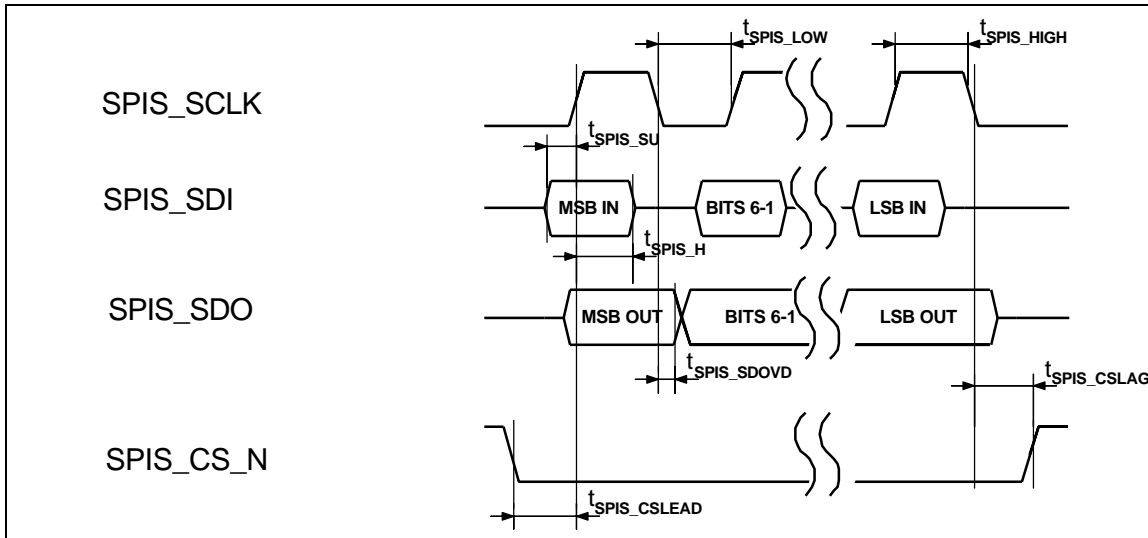 tSPIS_LOW
tSPIS_HIGH
SPIS_SCLK
tSPIS_SU
SPIS_SDI
MSB IN
BITS 6-1
LSB IN
tSPIS_H
SPIS_SDO
MSB OUT
BITS 6-1
LSB OUT
tSPIS_SDOVD
tSPIS_CSLAG
SPIS_CS_N
tSPIS_CSLEAD